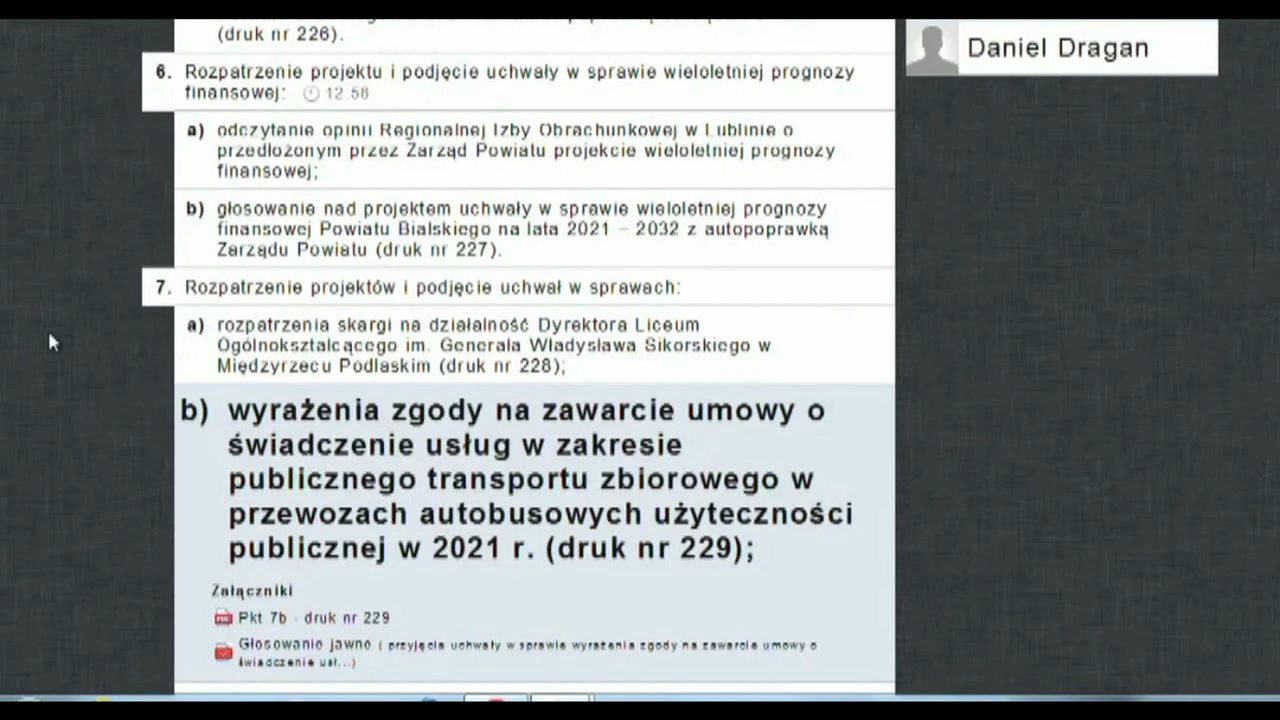 (druk nr 226).
Daniel Dragan
6. Rozpatrzenie projektu i podjęcie uchwały w sprawie wieloletniej prognozy
finansowej: 12:58
a) odczytanie opinii Regionalnej Izby Obrachunkowej w Lublinie o
przedłożonym przez Zarząd Powiatu projekcie wieloletniej prognozy
finansowej;
b) głosowanie nad projektem uchwały w sprawie wieloletniej prognozy
finansowej Powiatu Bialskiego na lata 2021 – 2032 z autopoprawką
Zarządu Powiatu (druk nr 227).
7. Rozpatrzenie projektów i podjęcie uchwał w sprawach:
a) rozpatrzenia skargi na działalność Dyrektora Liceum
Ogólnokształcącego im. Generała Władysława Sikorskiego w
Międzyrzecu Podlaskim (druk nr 228);
b) wyrażenia zgody na zawarcie umowy o
świadczenie usług w zakresie
publicznego transportu zbiorowego w
przewozach autobusowych użyteczności
publicznej w 2021 r. (druk nr 229);
Załączniki
Pkt 7b - druk nr 229
Głosowanie jawne ( przyjęcia uchwały w sprawie wyrażenia zgody na zawarcie umowy o
świadczenie usł...)